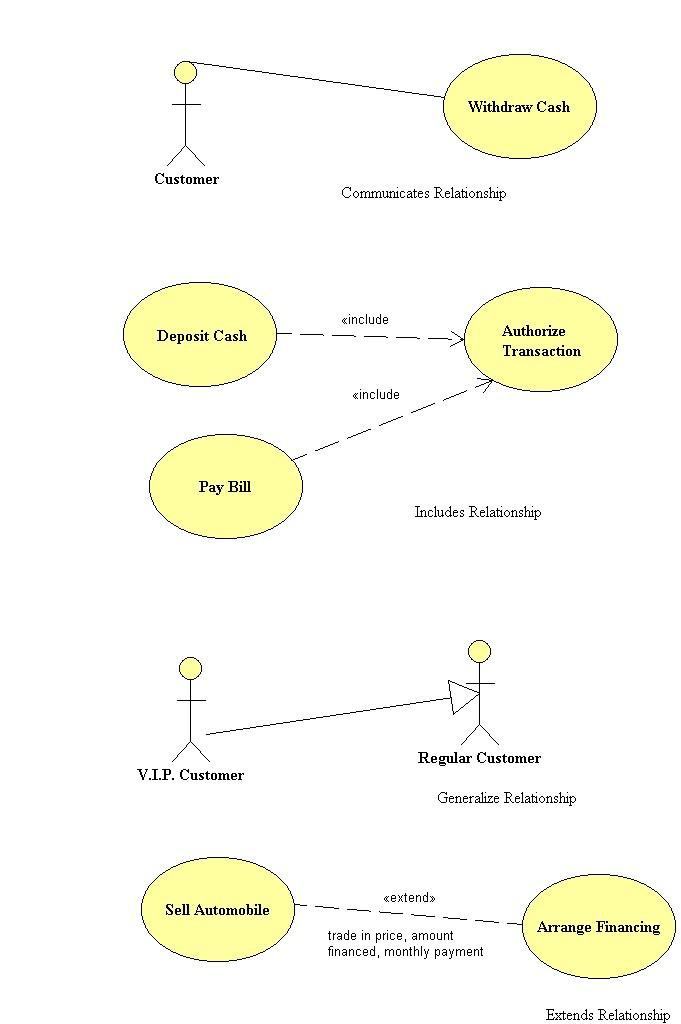 Withdraw Cash
Customer
Communicates Relationship
«include
Deposit Cash
Authorize
Transaction
«include
Pay Bill
Includes Relationship
V.I.P. Customer
Regular Customer
Generalize Relationship
«extend»
Sell Automobile
Arrange Financing
trade in price, amount
financed, monthly payment
Extends Relationship